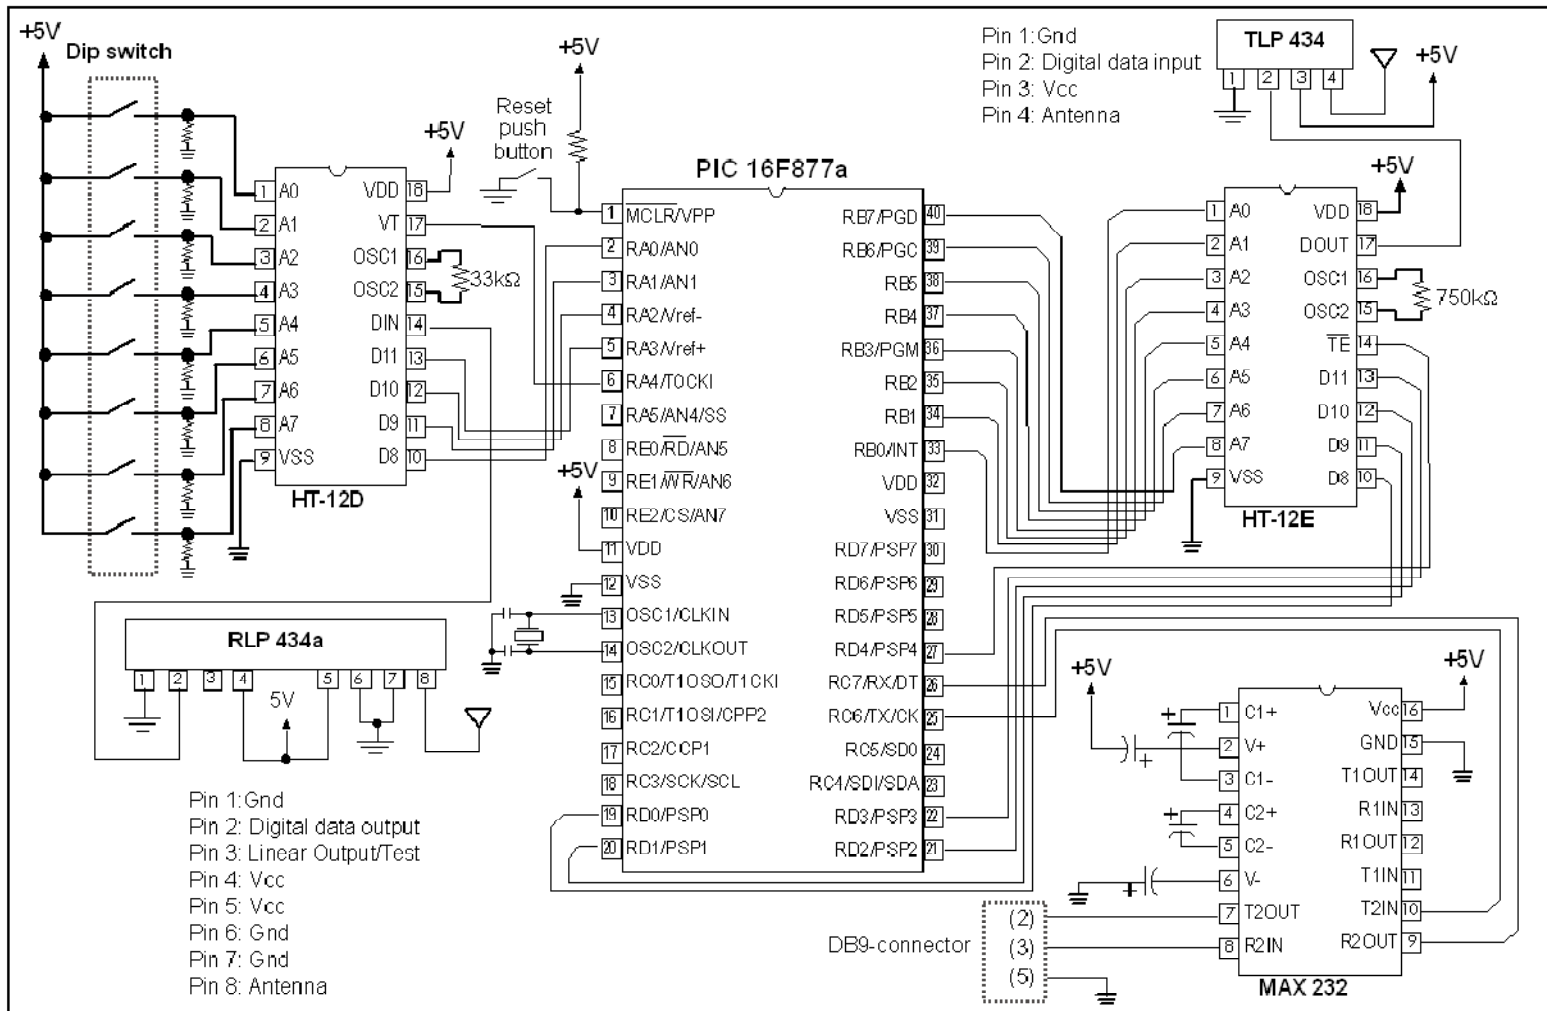 +5V
Dip switch
+5V
Reset
push
button
+5V
Pin 1:Gnd
Pin 2: Digital data input
Pin 3: Vcc
Pin 4: Antenna
TLP 434
1 2 3 4
+5V
1 A0 VDD 18
2 A1 VT 17
3 A2 OSC1 16
4 A3 OSC2 15
5 A4 DIN 14
6 A5 D11 13
7 A6 D10 12
8 A7 D9 11
9 VSS D8 10
33kΩ
HT-12D
PIC 16F877a
1 MCLR/VPP RB7/PGD 40
2 RA0/AN0 RB6/PGC 39
3 RA1/AN1 RB5 38
4 RA2/Vref- RB4 37
5 RA3/Vref+ RB3/PGM 36
6 RA4/TOCKI RB2 35
7 RA5/AN4/SS RB1 34
8 RE0/RD/AN5 RB0/INT 33
9 RE1/WR/AN6 VDD 32
10 RE2/CS/AN7 VSS 31
11 VDD RD7/PSP7 30
12 VSS RD6/PSP6 29
13 OSC1/CLKIN RD5/PSP5 28
14 OSC2/CLKOUT RD4/PSP4 27
15 RC0/T1OSO/T1CKI RC7/RX/DT 26
16 RC1/T1OSI/CPP2 RC6/TX/CK 25
17 RC2/CCP1 RC5/SD0 24
18 RC3/SCK/SCL RC4/SDI/SDA 23
19 RD0/PSP0 RD3/PSP3 22
20 RD1/PSP1 RD2/PSP2 21
+5V
+5V
1 A0 VDD 18
2 A1 DOUT 17
3 A2 OSC1 16
4 A3 OSC2 15
5 A4 TE 14
6 A5 D11 13
7 A6 D10 12
8 A7 D9 11
9 VSS D8 10
750kΩ
HT-12E
RLP 434a
1 2 3 4 5 6 7 8
5V
Pin 1:Gnd
Pin 2: Digital data output
Pin 3: Linear Output/Test
Pin 4: Vcc
Pin 5: Vcc
Pin 6: Gnd
Pin 7: Gnd
Pin 8: Antenna
+5V
+5V
1 C1+ Vcc 16
2 V+ GND 15
3 C1- T1OUT 14
4 C2+ R1IN 13
5 C2- R1OUT 12
6 V- T1IN 11
7 T2OUT T2IN 10
8 R2IN R2OUT 9
+
+
+
+
MAX 232
DB9-connector
(2)
(3)
(5)